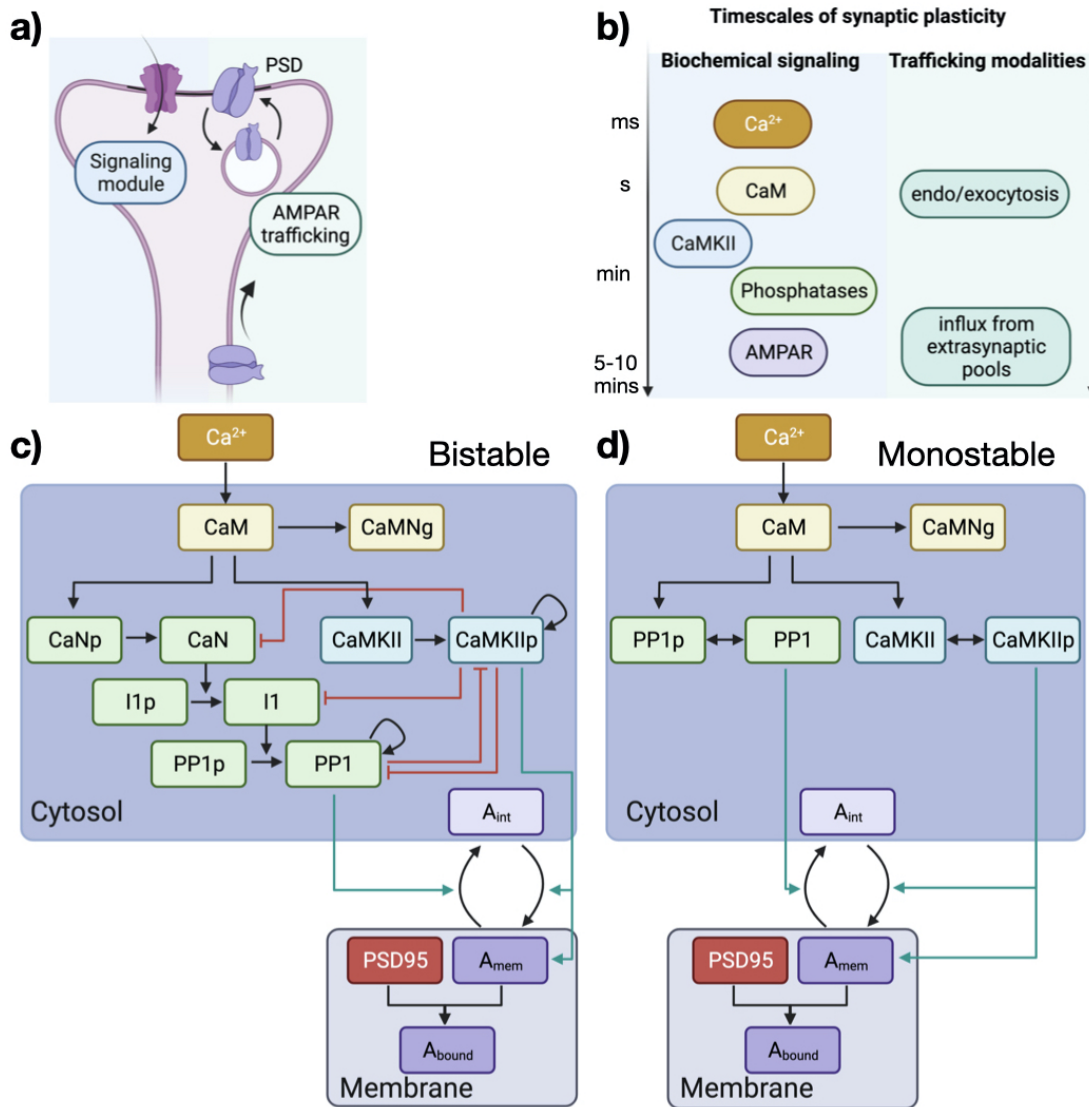 a)
PSD
Signaling
module
AMPAR
trafficking
b)
Timescales of synaptic plasticity
Biochemical signaling
Trafficking modalities
ms
Ca²⁺
s
CaM
endo/exocytosis
CaMKII
min
Phosphatases
AMPAR
influx from
extrasynaptic
pools
5-10
mins
c)
Ca²⁺
Bistable
CaM
CaMNg
CaNp
CaN
CaMKII
CaMKIIp
I1p
I1
PP1p
PP1
Cytosol
Aint
PSD95
Amem
Abound
Membrane
d)
Ca²⁺
Monostable
CaM
CaMNg
PP1p
PP1
CaMKII
CaMKIIp
Cytosol
Aint
PSD95
Amem
Abound
Membrane